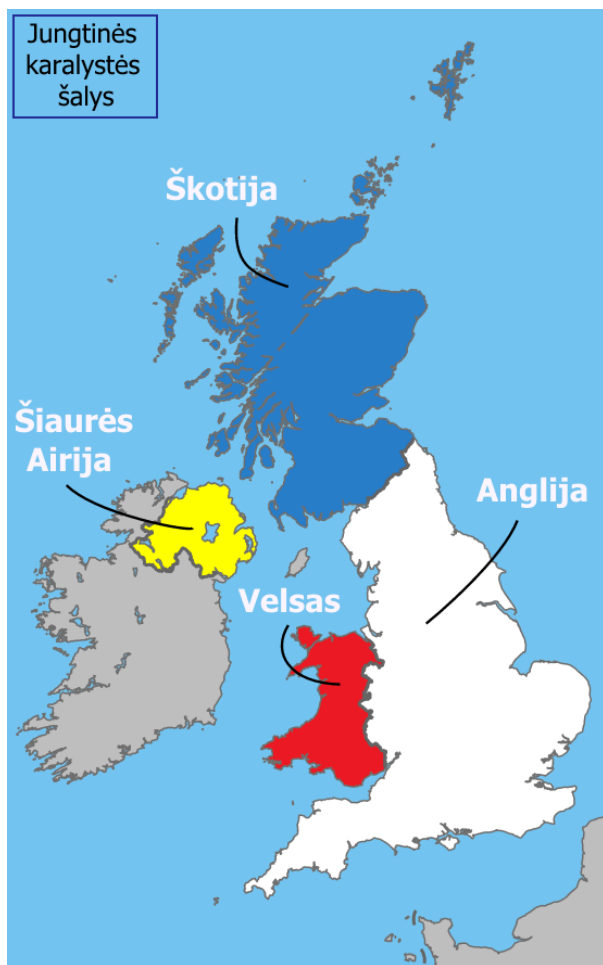 Jungtinės
karalystės
šalys
Škotija
Šiaurės
Airija
Anglija
Velsas